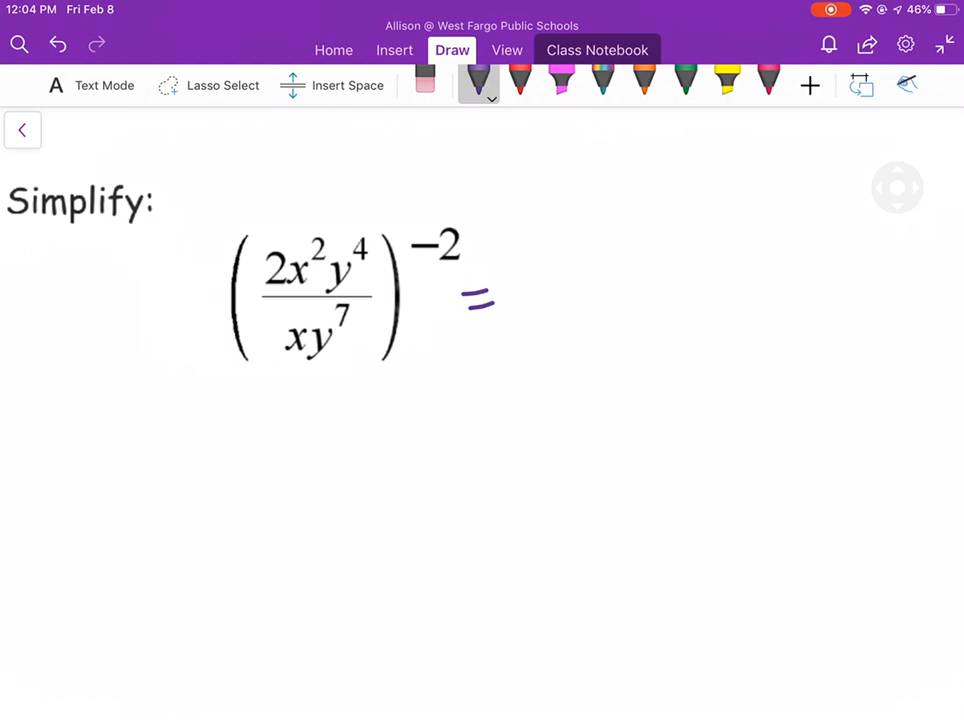 12:04 PM Fri Feb 8 46%
Allison @ West Fargo Public Schools
Home Insert Draw View Class Notebook
A Text Mode Lasso Select Insert Space
Simplify:
(2x²y⁴ / xy⁷)⁻² =